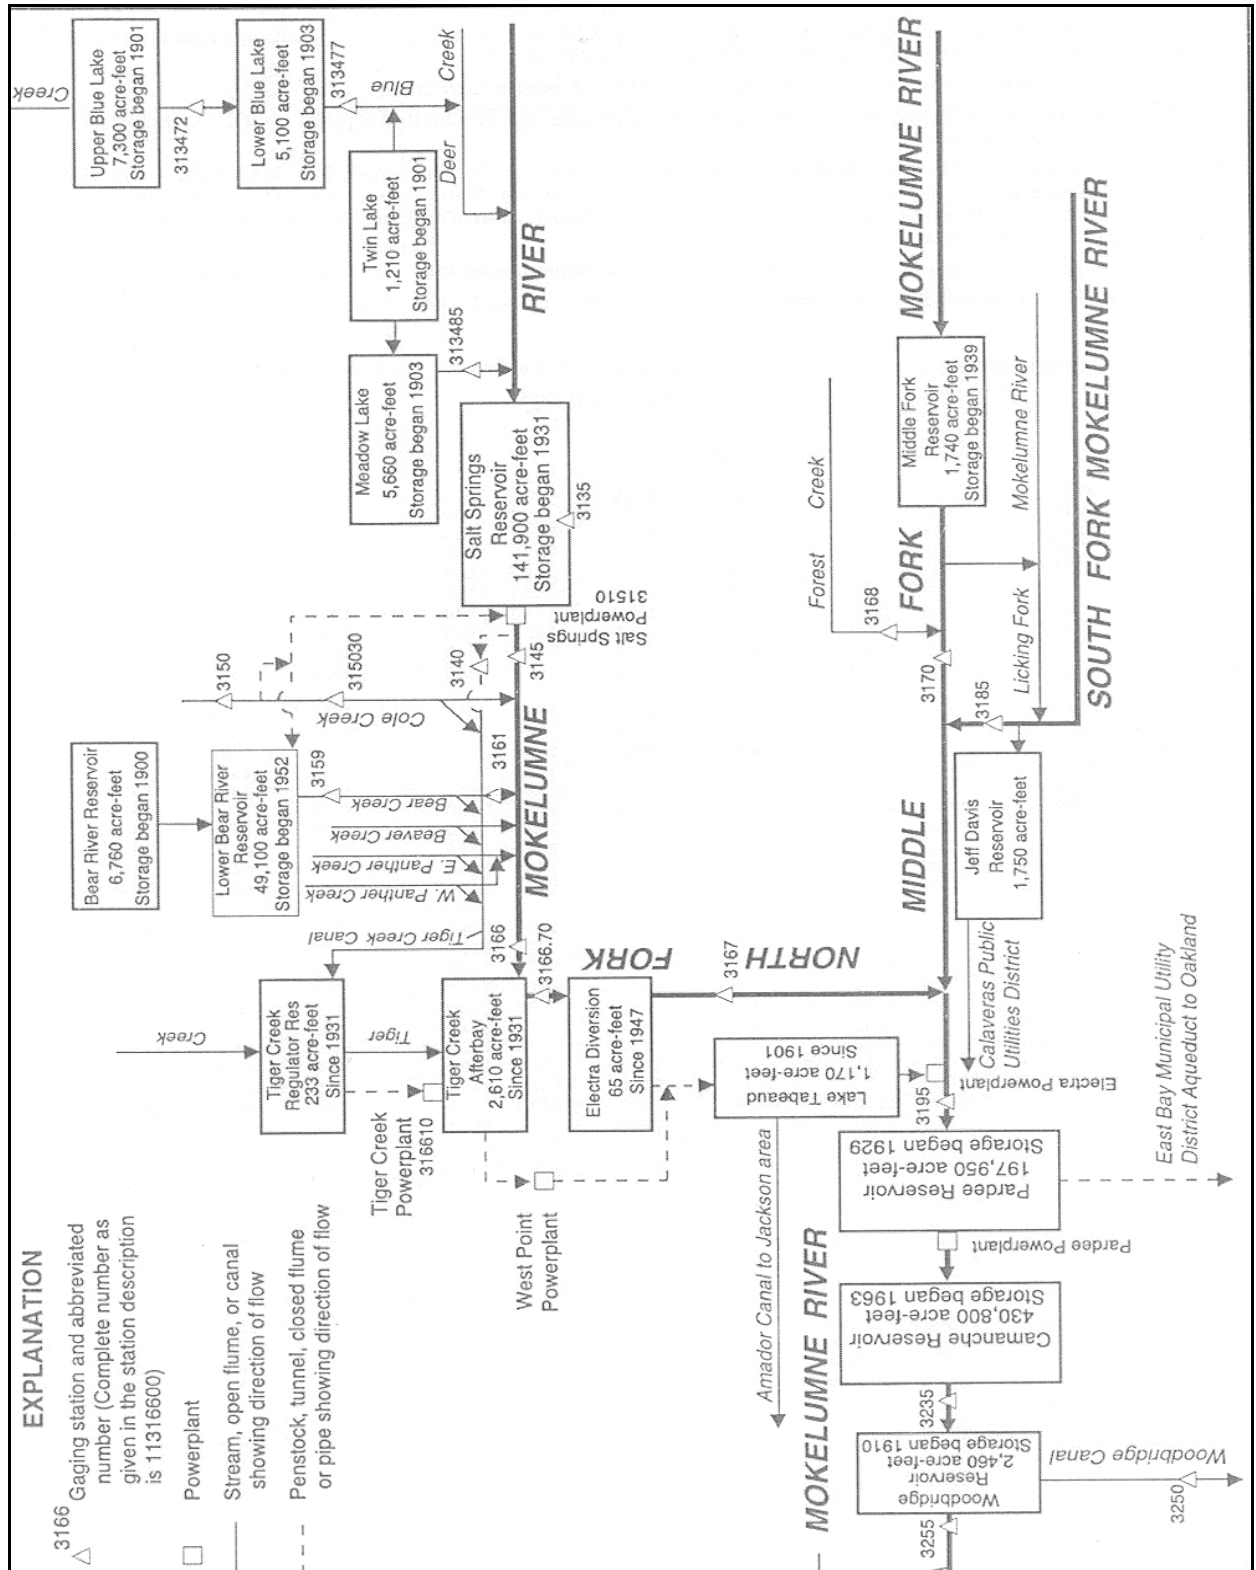 EXPLANATION
3166
Gaging station and abbreviated
number (Complete number as
given in the station description
is 11316600)
Powerplant
Stream, open flume, or canal
showing direction of flow
Penstock, tunnel, closed flume
or pipe showing direction of flow
Creek
Upper Blue Lake
7,300 acre-feet
Storage began 1901
313472
Lower Blue Lake
5,100 acre-feet
Storage began 1903
313477
Blue
Creek
Deer
Twin Lake
1,210 acre-feet
Storage began 1901
Meadow Lake
5,660 acre-feet
Storage began 1903
313485
RIVER
Salt Springs
Reservoir
141,900 acre-feet
Storage began 1931
3135
Salt Springs
Powerplant
31510
3150
315030
Cole Creek
3140
3145
MOKELUMNE
Bear River Reservoir
6,760 acre-feet
Storage began 1900
Lower Bear River
Reservoir
49,100 acre-feet
Storage began 1952
3159
3161
Bear Creek
Beaver Creek
E. Panther Creek
W. Panther Creek
Tiger Creek Canal
3166
3166.70
FORK
NORTH
3167
Creek
Tiger Creek
Regulator Res
233 acre-feet
Since 1931
Tiger
Tiger Creek
Powerplant
316610
Tiger Creek
Afterbay
2,610 acre-feet
Since 1931
Electra Diversion
65 acre-feet
Since 1947
West Point
Powerplant
Lake Tabeaud
1,170 acre-feet
Since 1901
Amador Canal to Jackson area
Electra Powerplant
3195
MOKELUMNE RIVER
Middle Fork
Reservoir
1,740 acre-feet
Storage began 1939
FORK
MIDDLE
Forest Creek
3168
3170
Licking Fork Mokelumne River
SOUTH FORK MOKELUMNE RIVER
3185
Jeff Davis
Reservoir
1,750 acre-feet
Calaveras Public
Utilities District
East Bay Municipal Utility
District Aqueduct to Oakland
Pardee Reservoir
197,950 acre-feet
Storage began 1929
Pardee Powerplant
Camanche Reservoir
430,800 acre-feet
Storage began 1963
MOKELUMNE RIVER
3235
Woodbridge
Reservoir
2,460 acre-feet
Storage began 1910
Woodbridge Canal
3250
3255